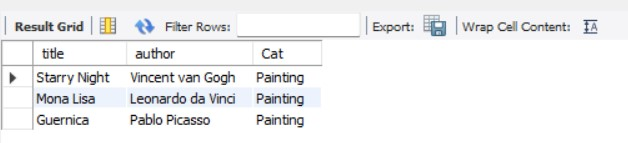 Result Grid Filter Rows: Export: Wrap Cell Content: IA
title author Cat
Starry Night Vincent van Gogh Painting
Mona Lisa Leonardo da Vinci Painting
Guernica Pablo Picasso Painting